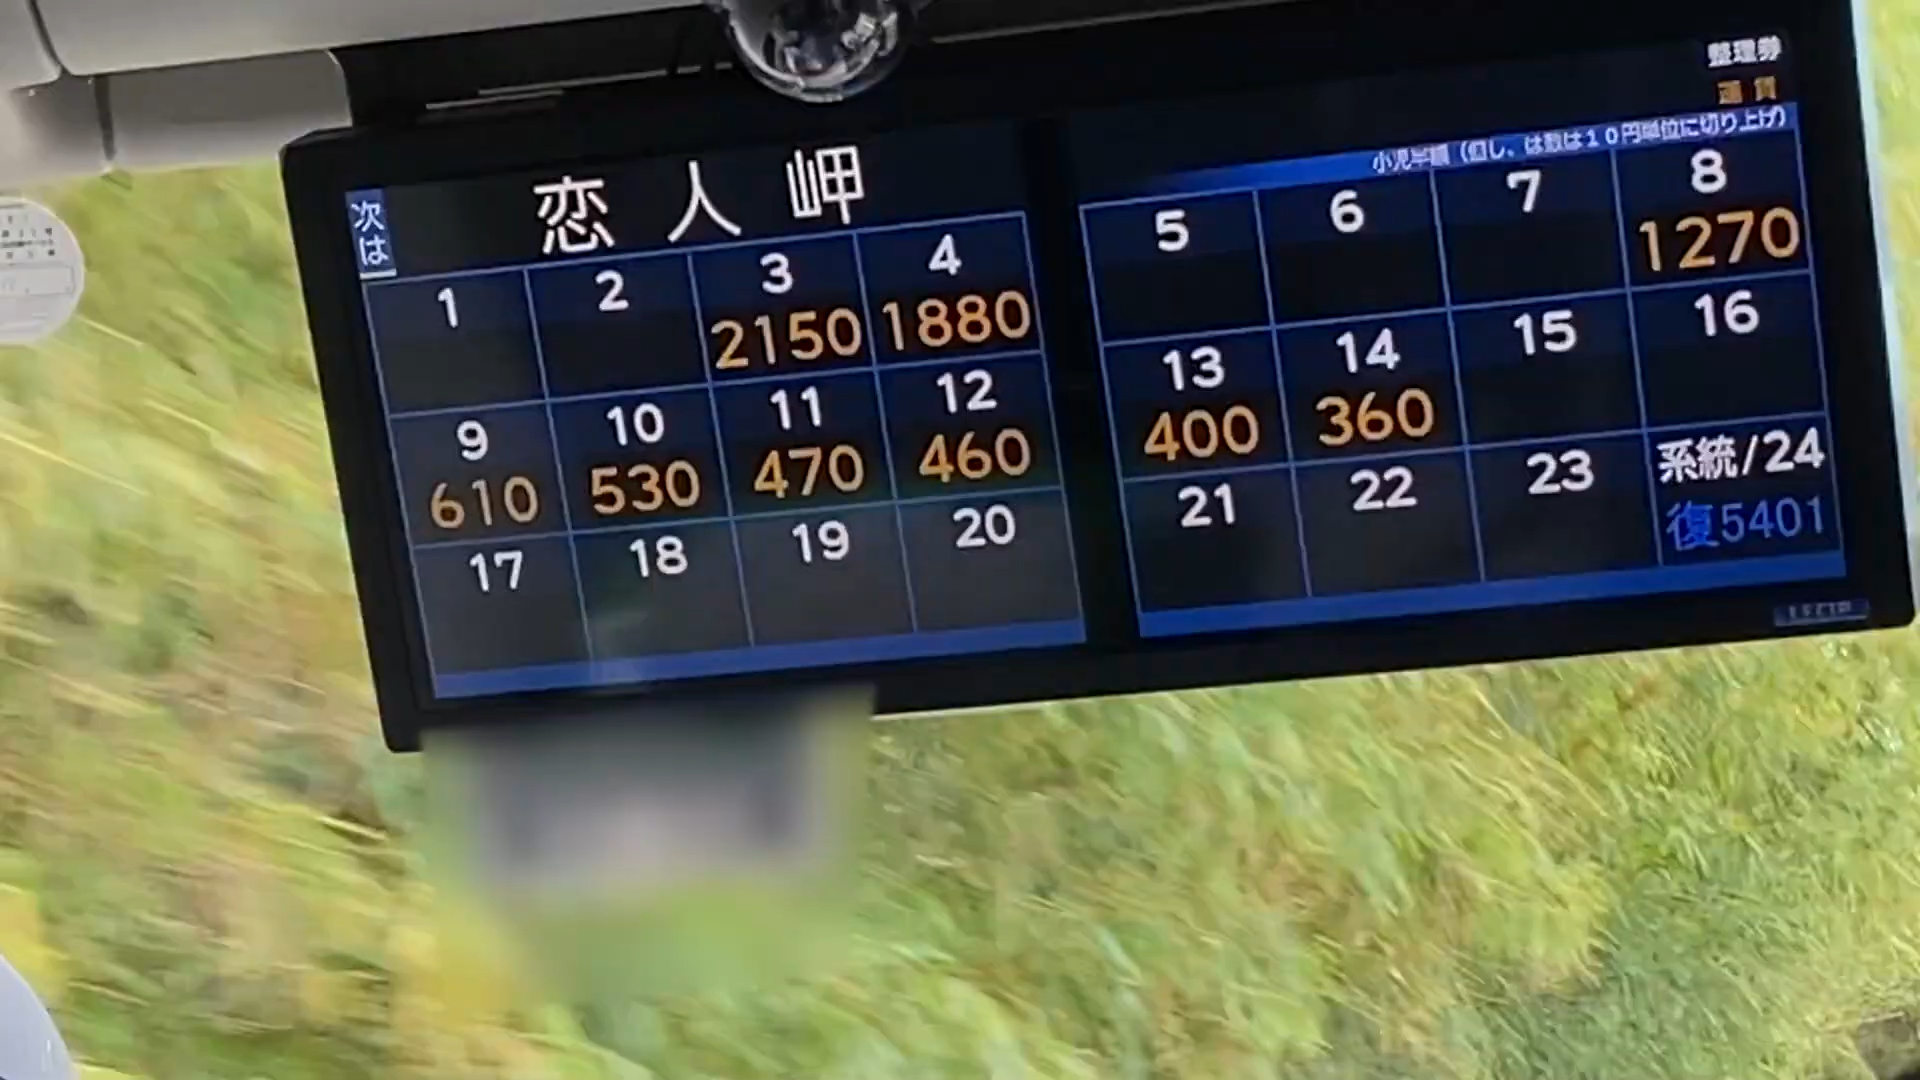 整理券
運賃
小児半額（但し、は数は１０円単位に切り上げ）
次は
恋人岬
1 2 3 4 5 6 7 8
2150 1880 1270
9 10 11 12 13 14 15 16
610 530 470 460 400 360
17 18 19 20 21 22 23 系統/24
復5401
LECIP